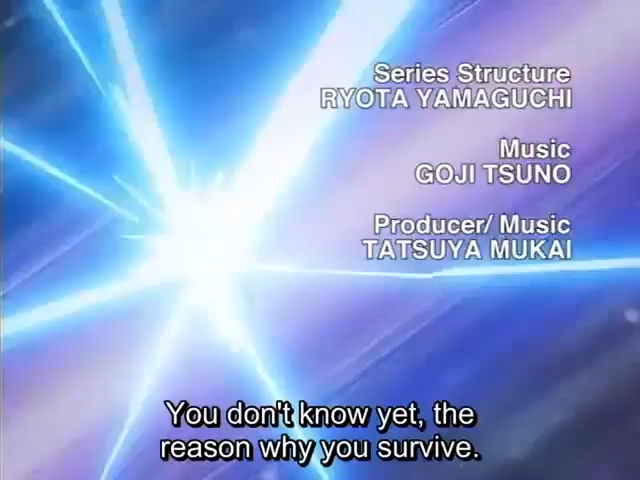 Series Structure
RYOTA YAMAGUCHI
Music
GOJI TSUNO
Producer/ Music
TATSUYA MUKAI
You don't know yet, the
reason why you survive.